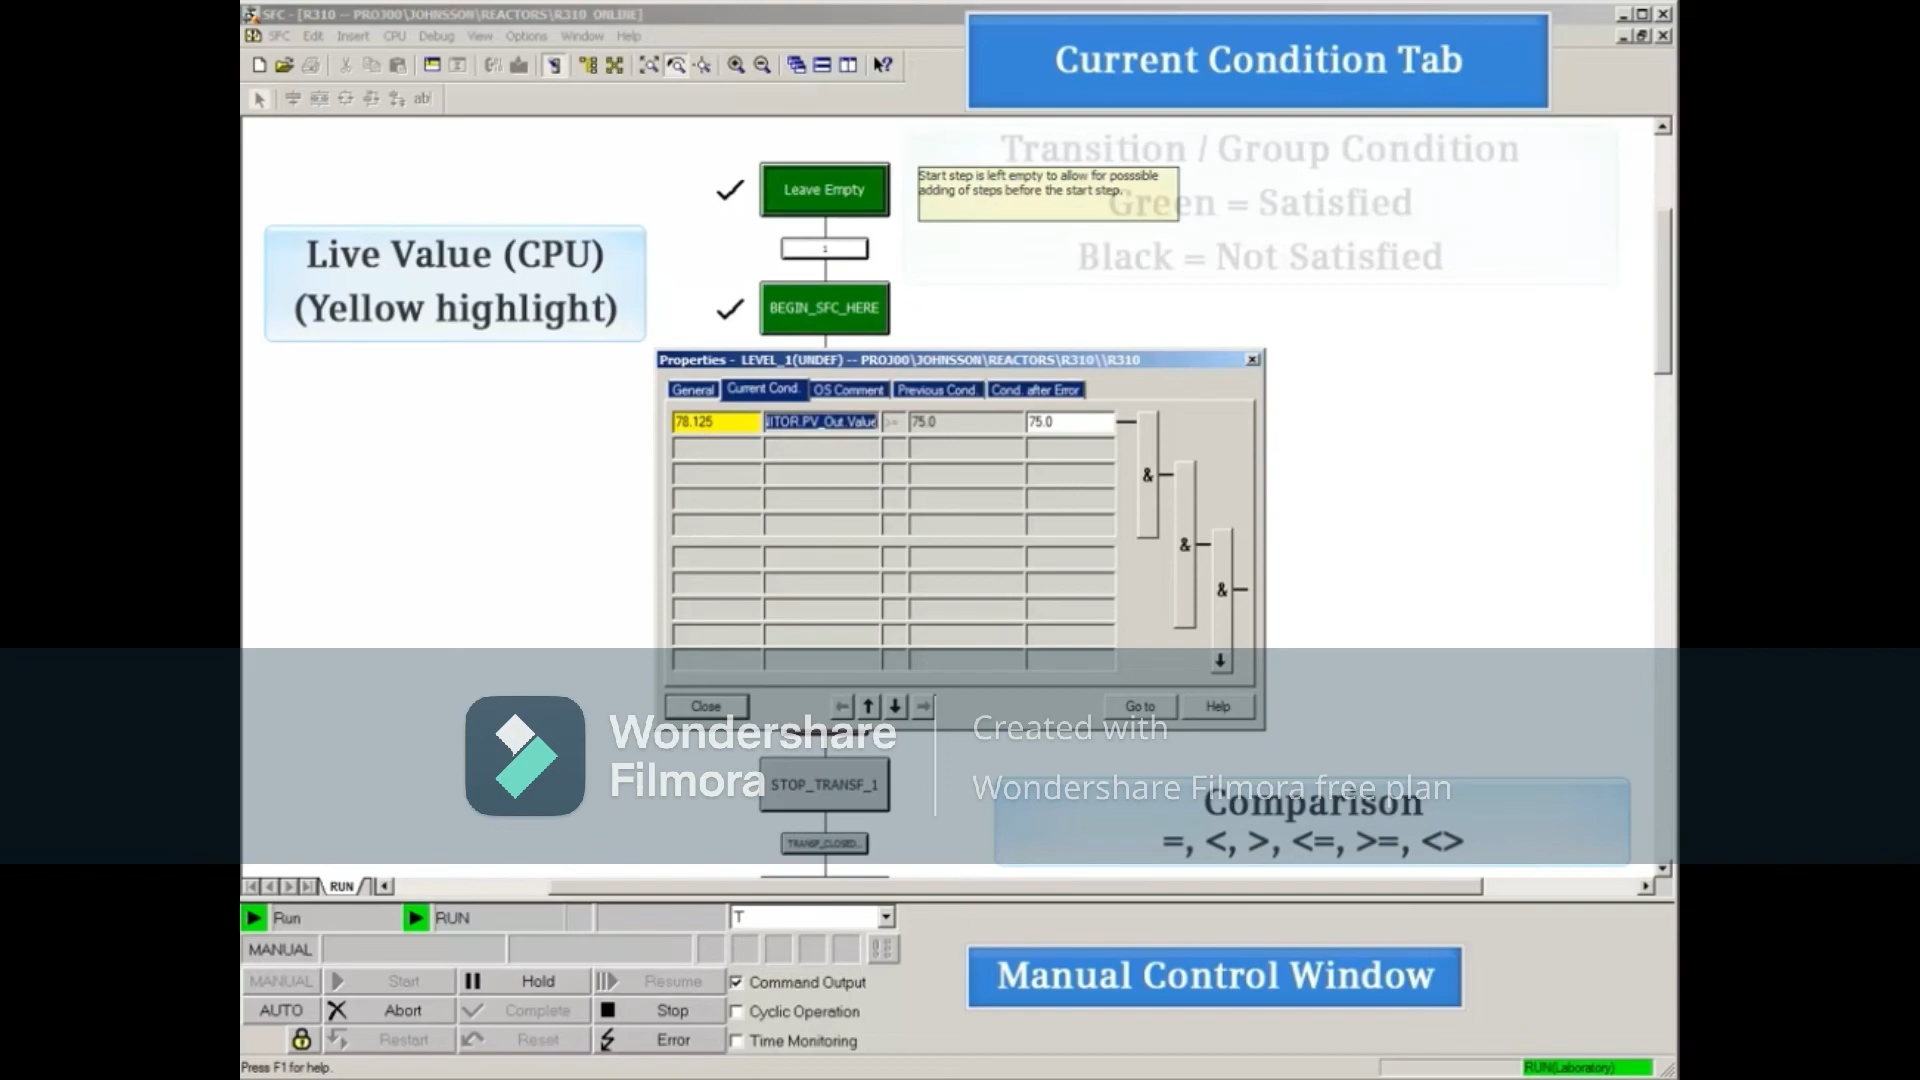 SFC - [R310 -- PROJ00\JOHNSSON\REACTORS\R310 ONLINE]
SFC Edit Insert CPU Debug View Options Window Help
Current Condition Tab
Transition / Group Condition
Green = Satisfied
Black = Not Satisfied
Leave Empty
Start step is left empty to allow for posssible
adding of steps before the start step.
1
Live Value (CPU)
(Yellow highlight)
BEGIN_SFC_HERE
Properties - LEVEL_1(UNDEF) -- PROJ00\JOHNSSON\REACTORS\R310\\R310
General Current Cond. OS Comment Previous Cond. Cond. after Error
78.125 IITOR.PV_Out.Value >= 75.0 75.0
&
&
&
Close Go to Help
Wondershare
Filmora
Created with
Wondershare Filmora free plan
STOP_TRANSF_1
Comparison
=, <, >, <=, >=, <>
TRANSF_CLOSED...
RUN
Run RUN T
MANUAL
MANUAL Start Hold Resume Command Output
AUTO Abort Complete Stop Cyclic Operation
Restart Reset Error Time Monitoring
Manual Control Window
Press F1 for help.
RUN(Laboratory)